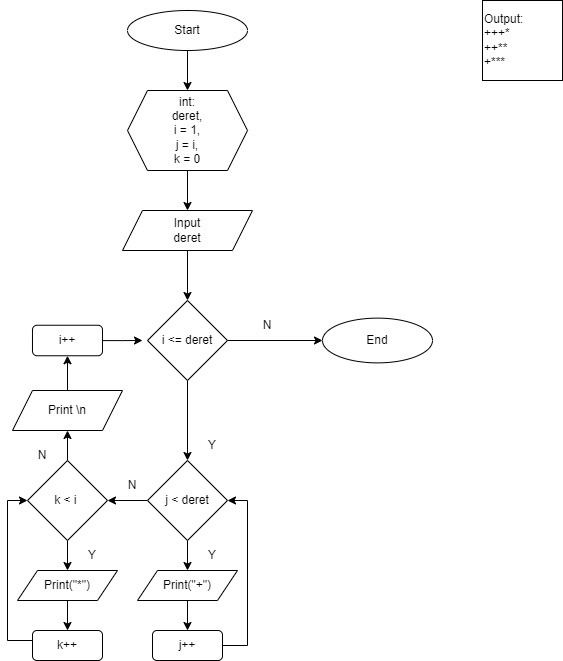 Start
Output:
+++*
++**
+***
int:
deret,
i = 1,
j = i,
k = 0
Input
deret
i++
i <= deret
N
End
Print \n
Y
N
k < i
N
j < deret
Y
Y
Print("*")
Print("+")
k++
j++